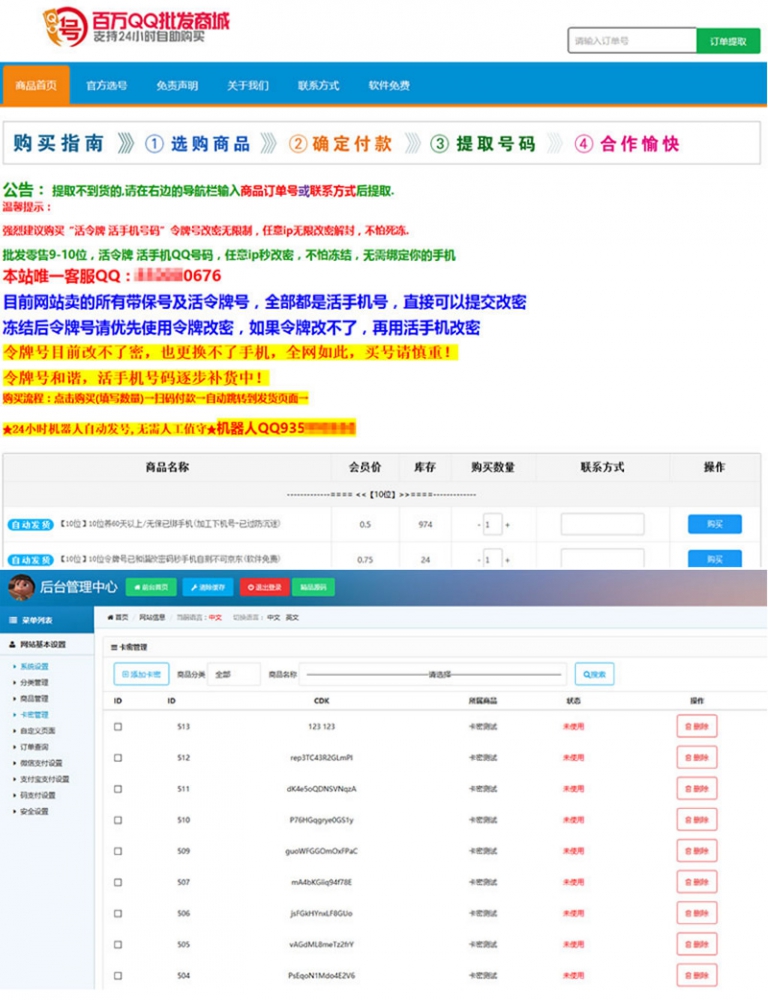 号
百万QQ批发商城
支持24小时自助购买
请输入订单号 订单提取
商品首页 官方选号 免责声明 关于我们 联系方式 软件免费
购买指南 ① 选购商品 ② 确定付款 ③ 提取号码 ④ 合作愉快
公告：提取不到货的,请在右边的导航栏输入商品订单号或联系方式后提取.
温馨提示：
强烈建议购买“活令牌 活手机号码”令牌号改密无限制，任意ip无限改密解封，不怕死冻.
批发零售9-10位，活令牌 活手机QQ号码，任意ip秒改密，不怕冻结，无需绑定你的手机
本站唯一客服QQ：0676
目前网站卖的所有带保号及活令牌号，全部都是活手机号，直接可以提交改密
冻结后令牌号请优先使用令牌改密，如果令牌改不了，再用活手机改密
令牌号目前改不了密，也更换不了手机，全网如此，买号请慎重！
令牌号和谐，活手机号码逐步补货中！
购买流程：点击购买(填写数量)→扫码付款→自动跳转到发货页面→
★24小时机器人自动发号,无需人工值守★机器人QQ935
商品名称 会员价 库存 购买数量 联系方式 操作
-------------==== <<【10位】>>====-------------
自动发货 【10位】10位养60天以上/无保已绑手机(加工下机号-已过防沉迷) 0.5 974 - 1 + 购买
自动发货 【10位】10位令牌号已和谐改密码秒手机自测不司京东(软件免费) 0.75 24 - 1 + 购买
后台管理中心 前台首页 清除缓存 退出登录 精品源码
菜单列表 首页 / 网站信息 / 当前语言：中文 切换语言：中文 英文
网站基本设置
系统设置
分类管理
商品管理
卡密管理
自定义页面
订单查询
微信支付设置
支付宝支付设置
码支付设置
安全设置
卡密管理
添加卡密 商品分类 全部 商品名称 请选择 搜索
ID ID CDK 所属商品 状态 操作
513 123 123 卡密测试 未使用 删除
512 rep3TC43R2GLmPI 卡密测试 未使用 删除
511 dK4e5oQDNSVNqzA 卡密测试 未使用 删除
510 P76HGqgrye0GS1y 卡密测试 未使用 删除
509 guoWFGGOmOxFPaC 卡密测试 未使用 删除
507 mA4bKGiiq94f78E 卡密测试 未使用 删除
506 jsFGkHYnxLF8GUo 卡密测试 未使用 删除
505 vAGdML8meTz2frY 卡密测试 未使用 删除
504 PsEqoN1Mdo4E2V6 卡密测试 未使用 删除